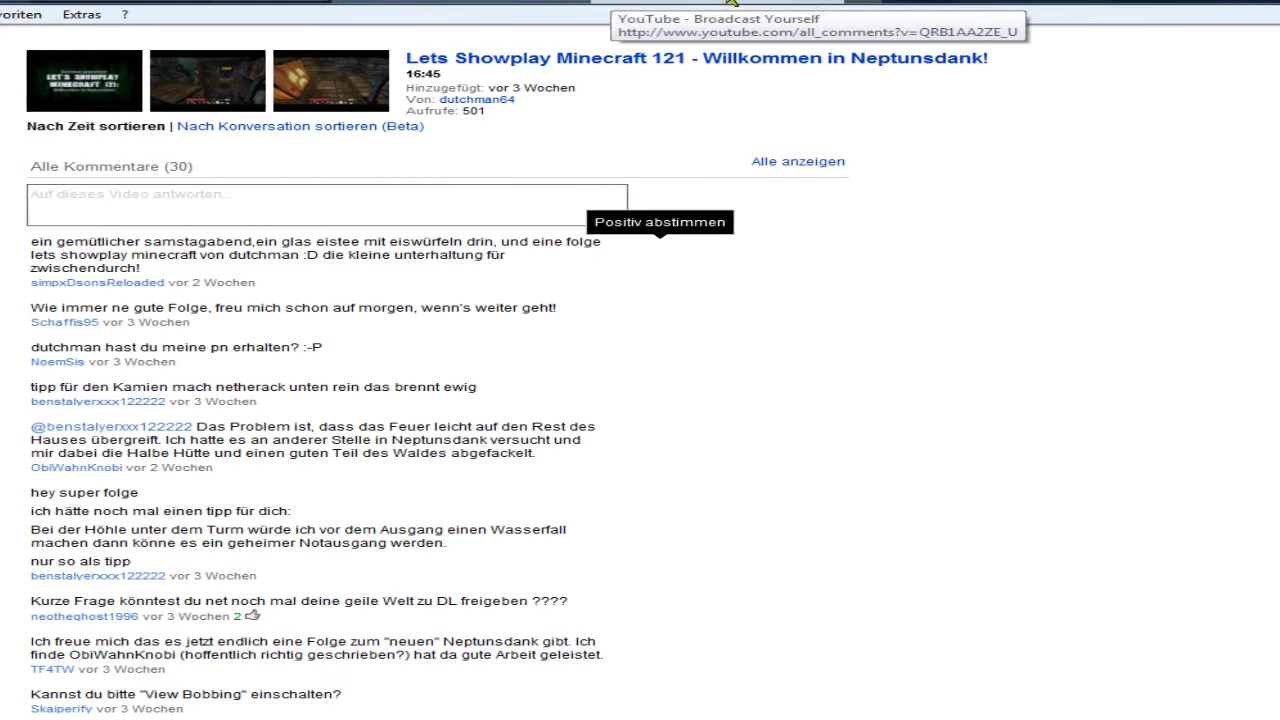 voriten Extras ?
YouTube - Broadcast Yourself
http://www.youtube.com/all_comments?v=QRB1AA2ZE_U
LET'S SHOWPLAY
MINECRAFT 121:
Lets Showplay Minecraft 121 - Willkommen in Neptunsdank!
16:45
Hinzugefügt: vor 3 Wochen
Von: dutchman64
Aufrufe: 501
Nach Zeit sortieren | Nach Konversation sortieren (Beta)
Alle Kommentare (30)
Alle anzeigen
Auf dieses Video antworten...
Positiv abstimmen
ein gemütlicher samstagabend,ein glas eistee mit eiswürfeln drin, und eine folge
lets showplay minecraft von dutchman :D die kleine unterhaltung für
zwischendurch!
simpxDsonsReloaded vor 2 Wochen
Wie immer ne gute Folge, freu mich schon auf morgen, wenn's weiter geht!
Schaffis95 vor 3 Wochen
dutchman hast du meine pn erhalten? :-P
NoemSis vor 3 Wochen
tipp für den Kamien mach netherack unten rein das brennt ewig
benstalyerxxx122222 vor 3 Wochen
@benstalyerxxx122222 Das Problem ist, dass das Feuer leicht auf den Rest des
Hauses übergreift. Ich hatte es an anderer Stelle in Neptunsdank versucht und
mir dabei die Halbe Hütte und einen guten Teil des Waldes abgefackelt.
ObiWahnKnobi vor 2 Wochen
hey super folge
ich hätte noch mal einen tipp für dich:
Bei der Höhle unter dem Turm würde ich vor dem Ausgang einen Wasserfall
machen dann könne es ein geheimer Notausgang werden.
nur so als tipp
benstalyerxxx122222 vor 3 Wochen
Kurze Frage könntest du net noch mal deine geile Welt zu DL freigeben ????
neotheghost1996 vor 3 Wochen 2
Ich freue mich das es jetzt endlich eine Folge zum "neuen" Neptunsdank gibt. Ich
finde ObiWahnKnobi (hoffentlich richtig geschrieben?) hat da gute Arbeit geleistet.
TF4TW vor 3 Wochen
Kannst du bitte "View Bobbing" einschalten?
Skaiperify vor 3 Wochen